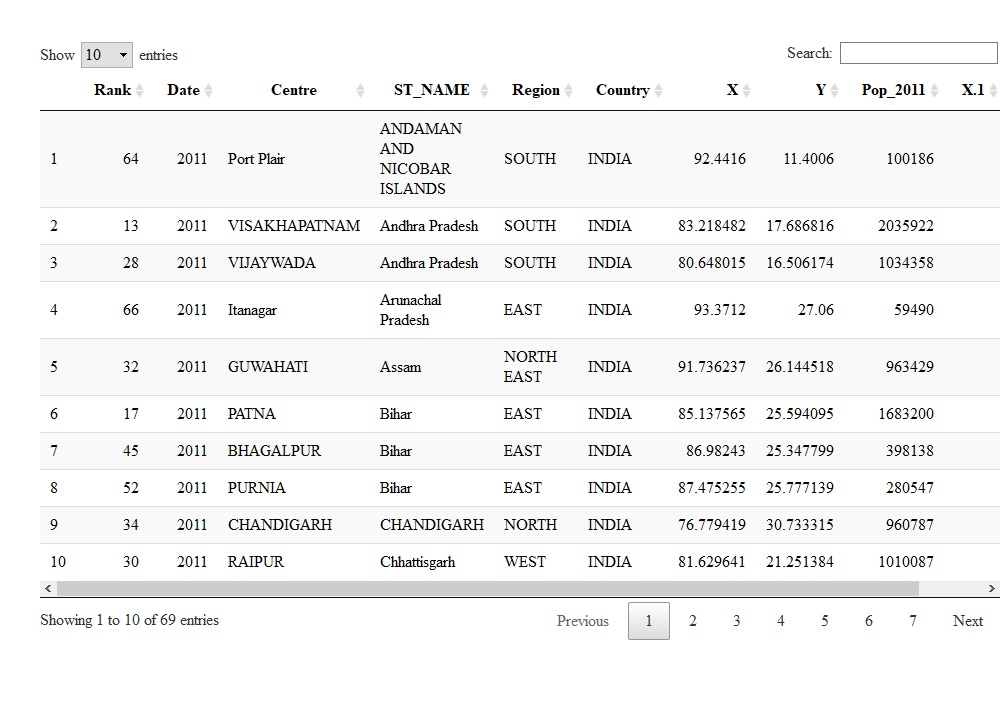 Show 10 entries Search:
Rank Date Centre ST_NAME Region Country X Y Pop_2011 X.1
1 64 2011 Port Plair ANDAMAN AND NICOBAR ISLANDS SOUTH INDIA 92.4416 11.4006 100186
2 13 2011 VISAKHAPATNAM Andhra Pradesh SOUTH INDIA 83.218482 17.686816 2035922
3 28 2011 VIJAYWADA Andhra Pradesh SOUTH INDIA 80.648015 16.506174 1034358
4 66 2011 Itanagar Arunachal Pradesh EAST INDIA 93.3712 27.06 59490
5 32 2011 GUWAHATI Assam NORTH EAST INDIA 91.736237 26.144518 963429
6 17 2011 PATNA Bihar EAST INDIA 85.137565 25.594095 1683200
7 45 2011 BHAGALPUR Bihar EAST INDIA 86.98243 25.347799 398138
8 52 2011 PURNIA Bihar EAST INDIA 87.475255 25.777139 280547
9 34 2011 CHANDIGARH CHANDIGARH NORTH INDIA 76.779419 30.733315 960787
10 30 2011 RAIPUR Chhattisgarh WEST INDIA 81.629641 21.251384 1010087
Showing 1 to 10 of 69 entries Previous 1 2 3 4 5 6 7 Next